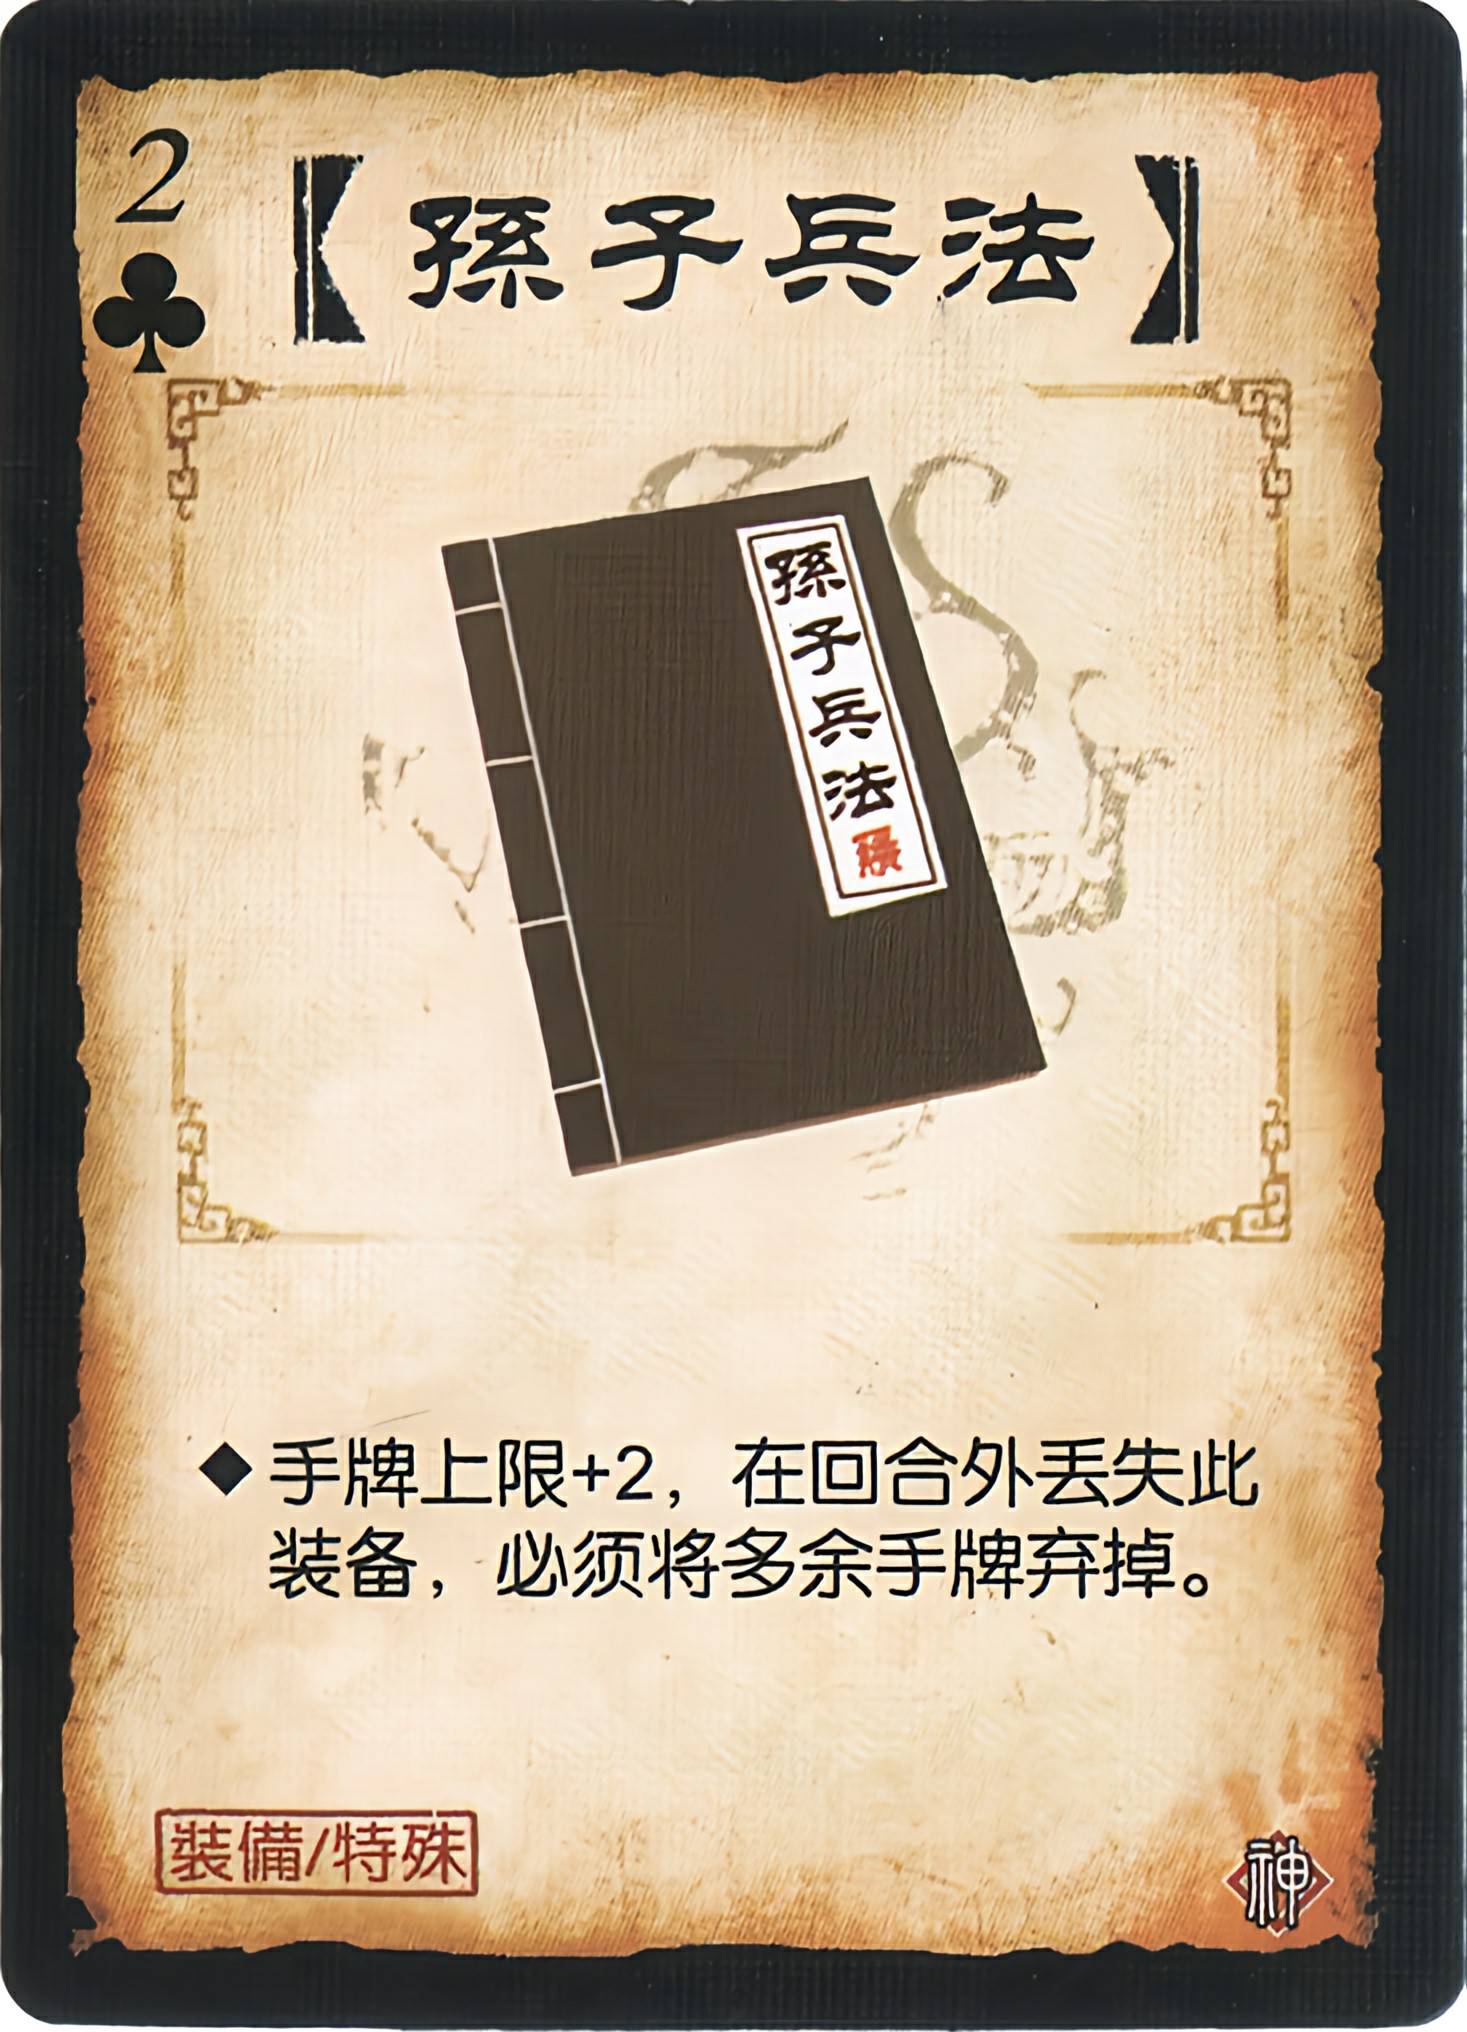 2
【孫子兵法】
孫子兵法
孫
◆手牌上限+2，在回合外丢失此
装备，必须将多余手牌弃掉。
裝備/特殊
神